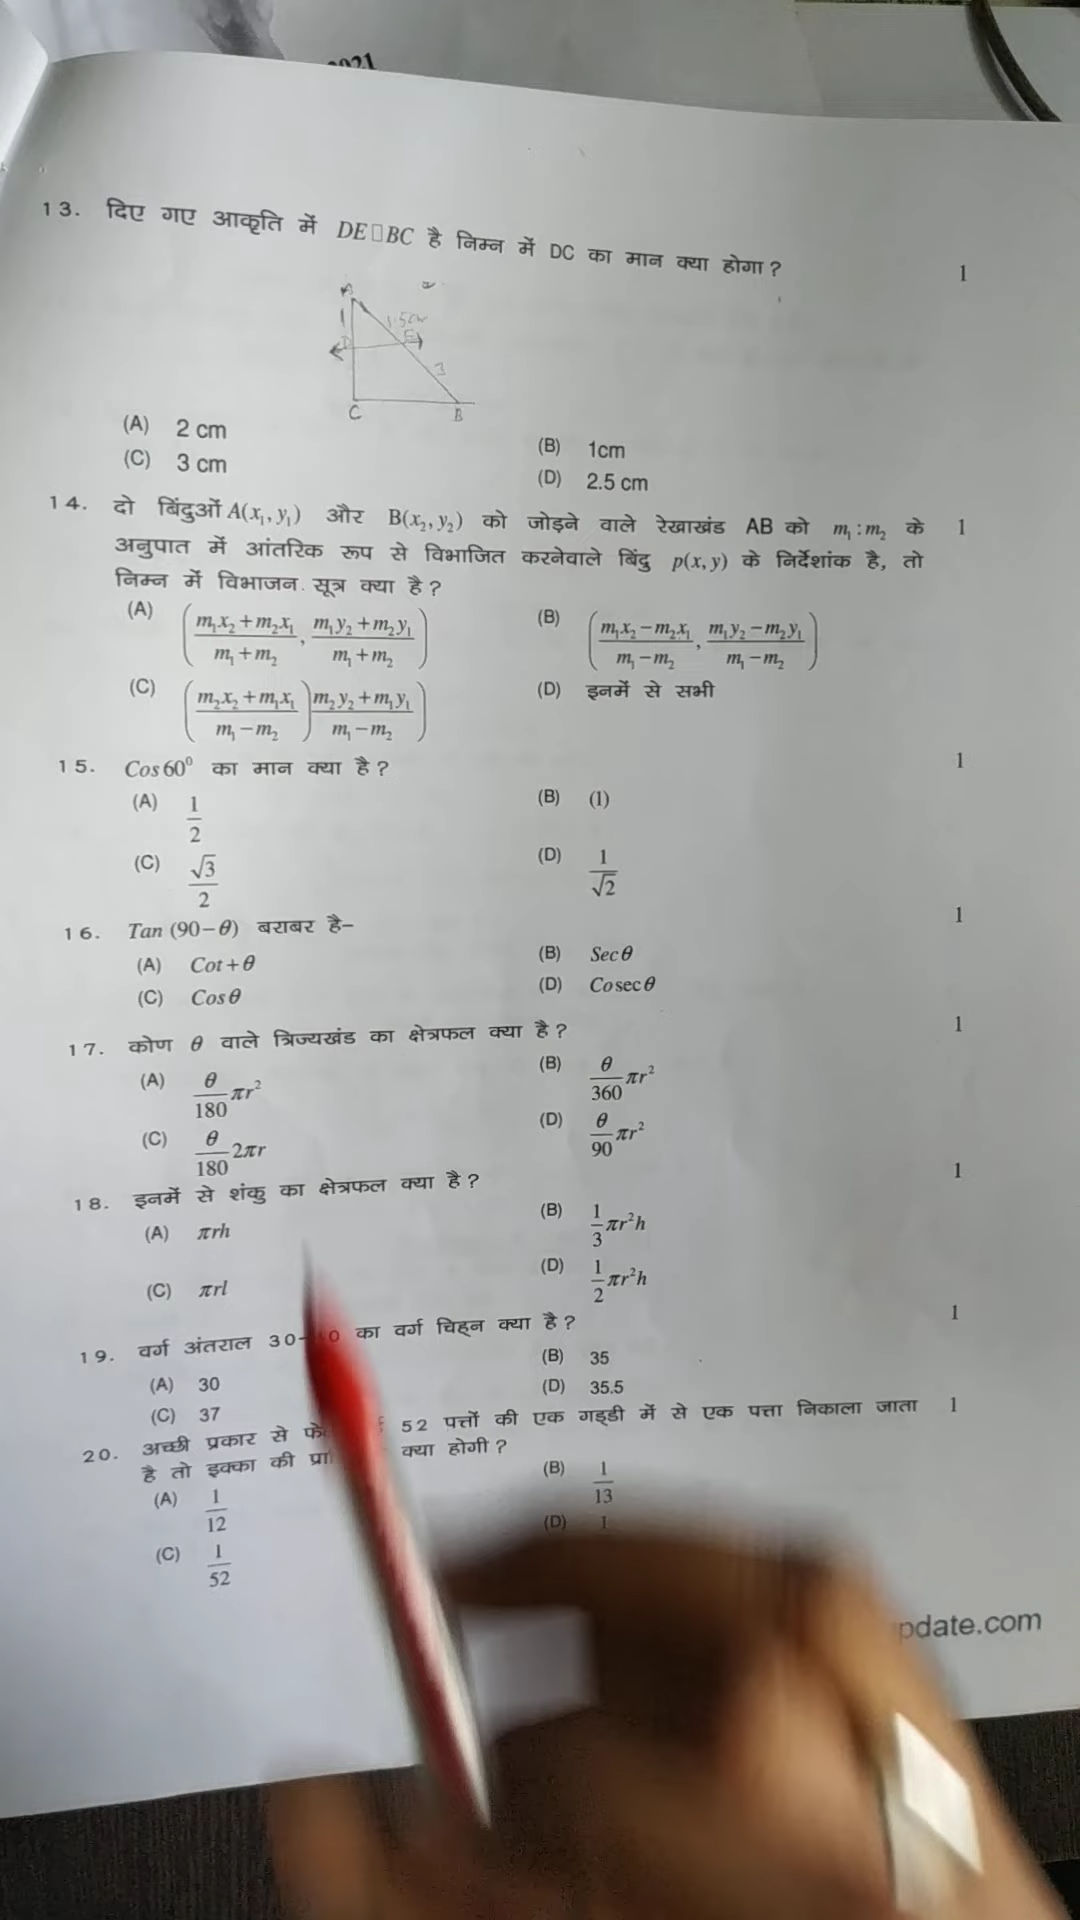 2021
13. दिए गए आकृति में DE□BC है निम्न में DC का मान क्या होगा? 1
A
1 1.5cm
D E
3
C B
(A) 2 cm (B) 1cm
(C) 3 cm (D) 2.5 cm
14. दो बिंदुओं A(x₁, y₁) और B(x₂, y₂) को जोड़ने वाले रेखाखंड AB को m₁:m₂ के 1
अनुपात में आंतरिक रूप से विभाजित करनेवाले बिंदु p(x, y) के निर्देशांक है, तो
निम्न में विभाजन सूत्र क्या है?
(A) ((m₁x₂+m₂x₁)/(m₁+m₂), (m₁y₂+m₂y₁)/(m₁+m₂)) (B) ((m₁x₂−m₂x₁)/(m₁−m₂), (m₁y₂−m₂y₁)/(m₁−m₂))
(C) ((m₂x₂+m₁x₁)/(m₁−m₂))(m₂y₂+m₁y₁)/(m₁−m₂)) (D) इनमें से सभी
15. Cos60⁰ का मान क्या है? 1
(A) 1/2 (B) (1)
(C) √3/2 (D) 1/√2
16. Tan (90−θ) बराबर है− 1
(A) Cot+θ (B) Secθ
(C) Cosθ (D) Cosecθ
17. कोण θ वाले त्रिज्यखंड का क्षेत्रफल क्या है? 1
(A) θ/180 πr² (B) θ/360 πr²
(C) θ/180 2πr (D) θ/90 πr²
18. इनमें से शंकु का क्षेत्रफल क्या है? 1
(A) πrh (B) 1/3 πr²h
(C) πrl (D) 1/2 πr²h
19. वर्ग अंतराल 30- का वर्ग चिह्न क्या है? 1
(A) 30 (B) 35
(C) 37 (D) 35.5
20. अच्छी प्रकार से 52 पत्तों की एक गड्डी में से एक पत्ता निकाला जाता 1
है तो इक्का की क्या होगी?
(A) 1/12 (B) 1/13
(C) 1/52 (D) 1
pdate.com